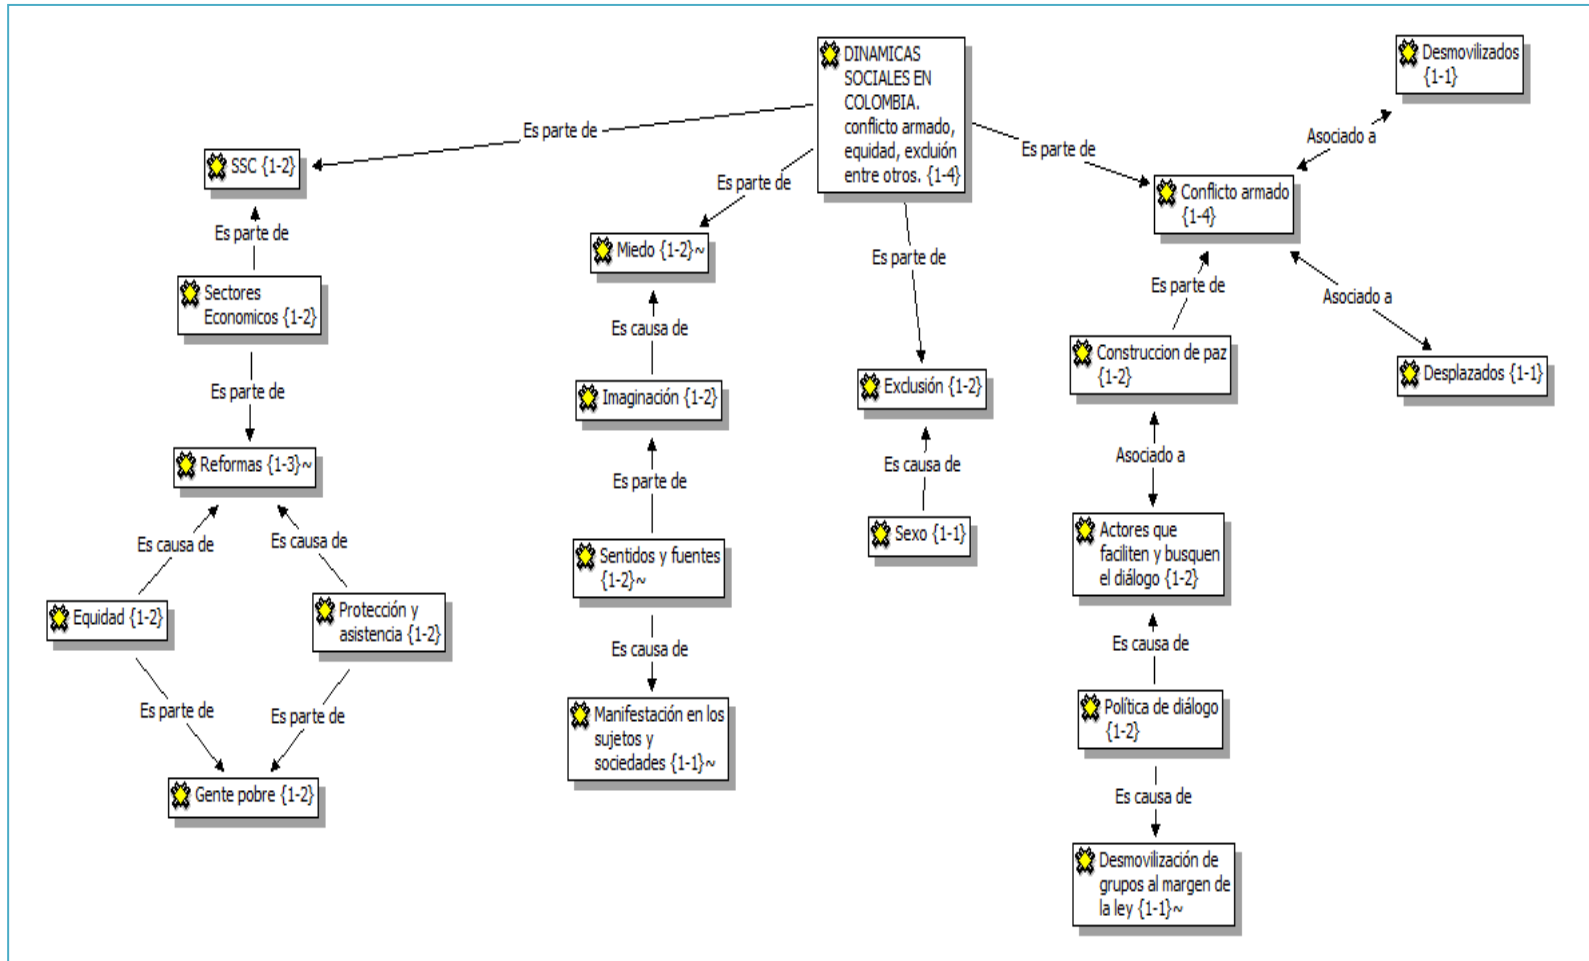 DINAMICAS
SOCIALES EN
COLOMBIA.
conflicto armado,
equidad, excluión
entre otros. {1-4}
Desmovilizados
{1-1}
Es parte de
Asociado a
Es parte de
SSC {1-2}
Es parte de
Conflicto armado
{1-4}
Es parte de
Miedo {1-2}~
Es parte de
Es parte de
Asociado a
Sectores
Economicos {1-2}
Es causa de
Construccion de paz
{1-2}
Desplazados {1-1}
Es parte de
Imaginación {1-2}
Exclusión {1-2}
Reformas {1-3}~
Es parte de
Es causa de
Asociado a
Es causa de
Es causa de
Sentidos y fuentes
{1-2}~
Sexo {1-1}
Actores que
faciliten y busquen
el diálogo {1-2}
Equidad {1-2}
Protección y
asistencia {1-2}
Es causa de
Es causa de
Es parte de
Es parte de
Manifestación en los
sujetos y
sociedades {1-1}~
Política de diálogo
{1-2}
Gente pobre {1-2}
Es causa de
Desmovilización de
grupos al margen de
la ley {1-1}~